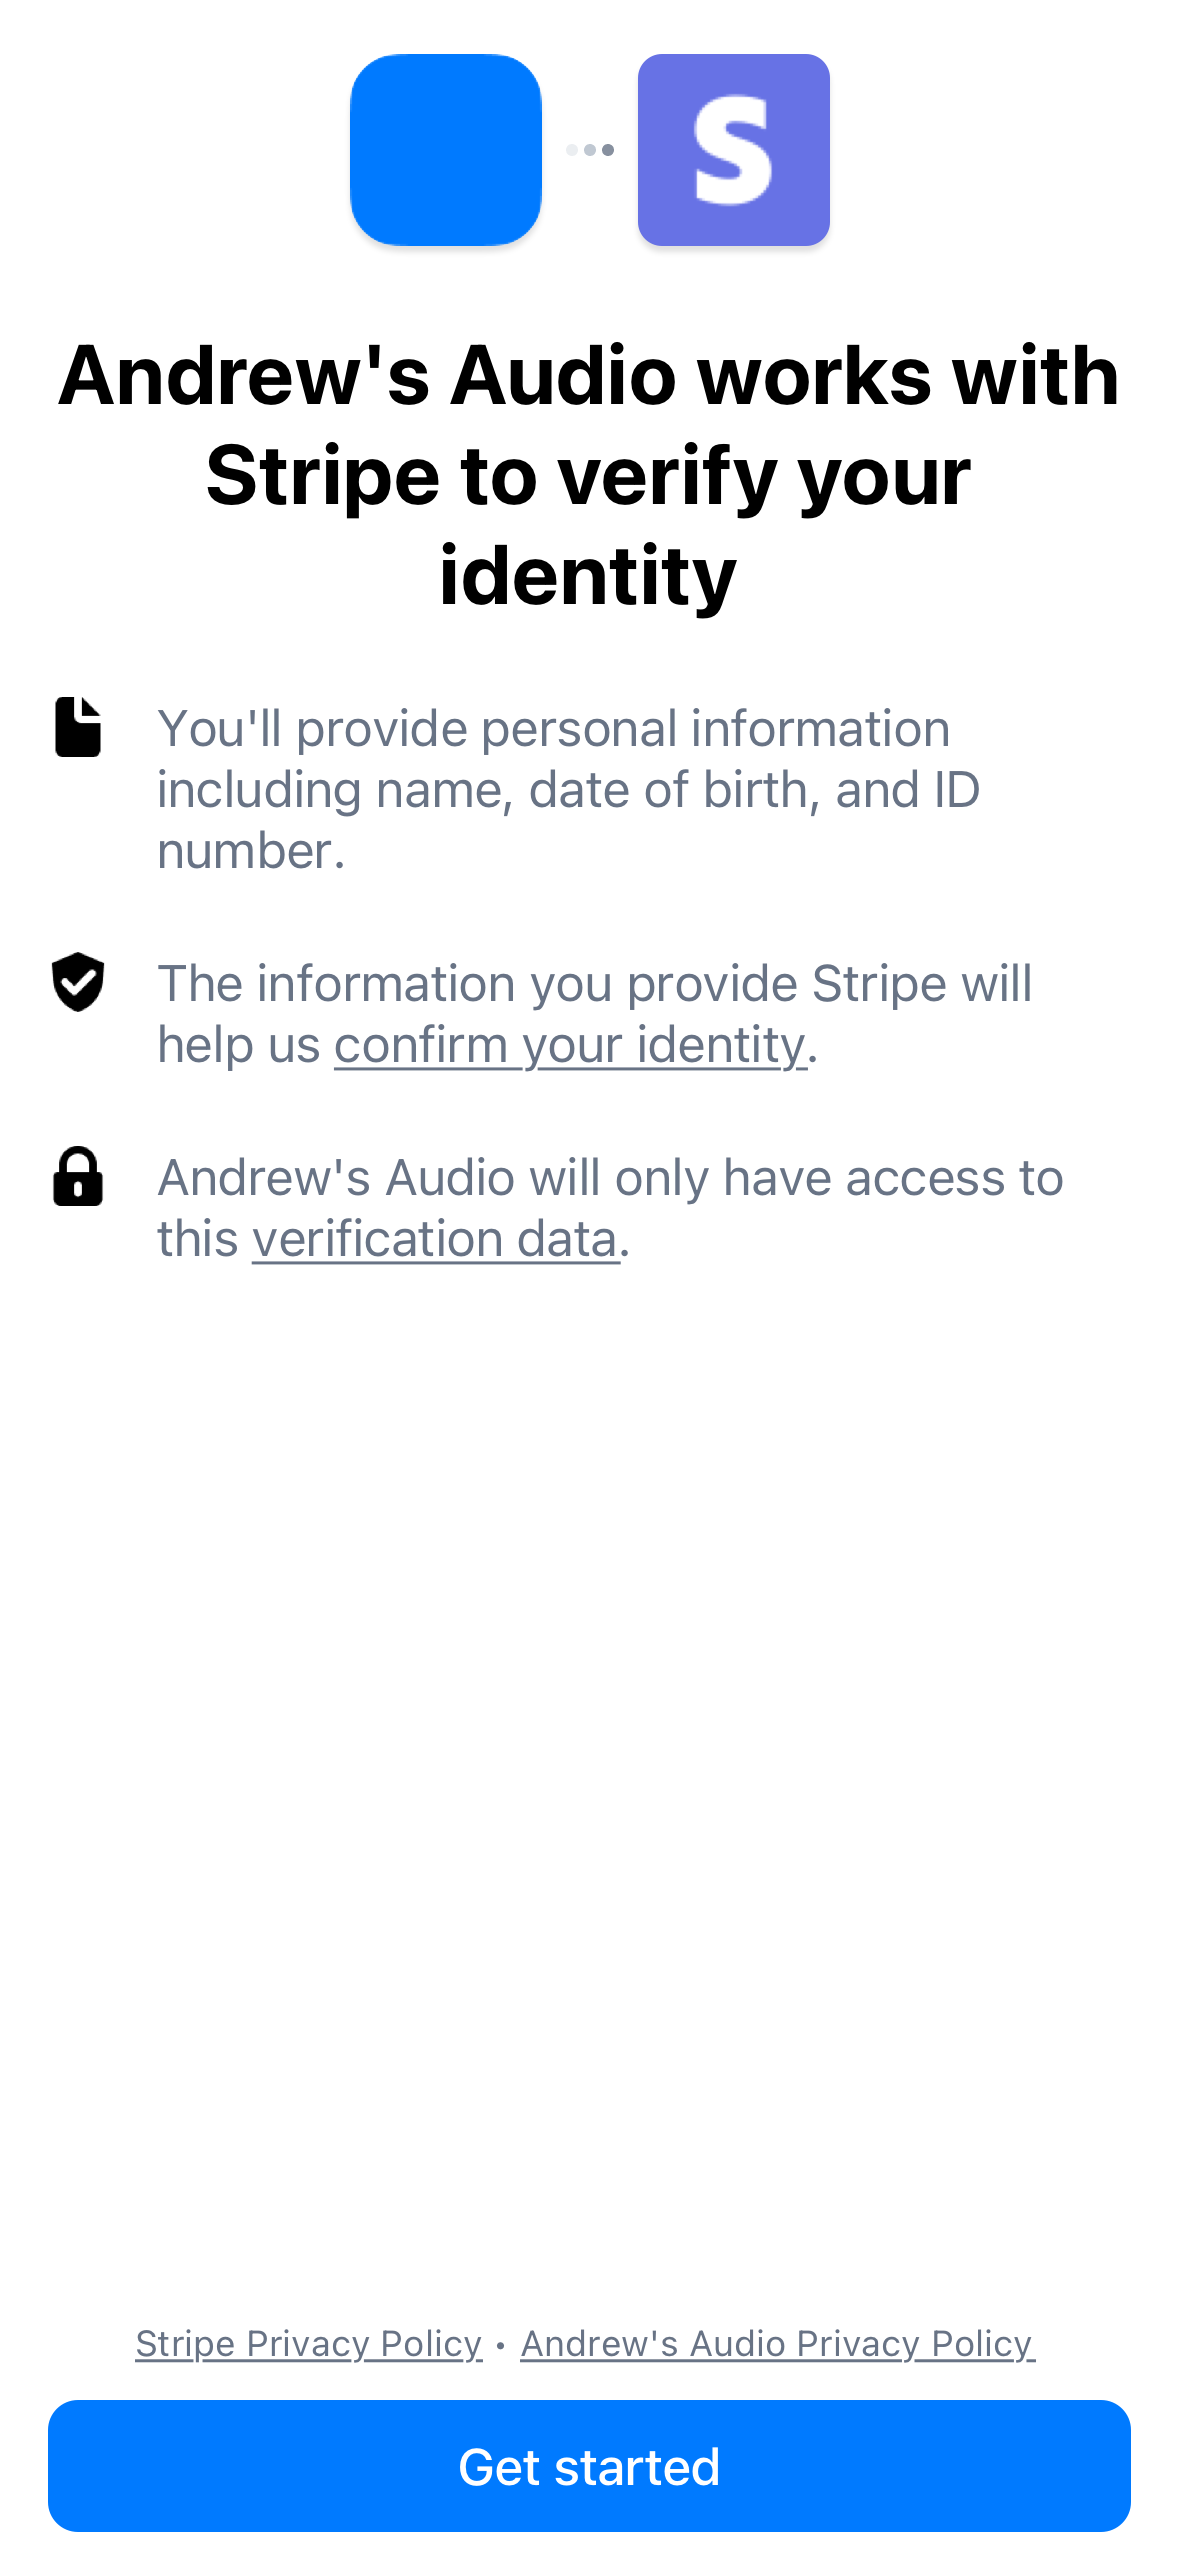 S
Andrew's Audio works with
Stripe to verify your
identity
You'll provide personal information
including name, date of birth, and ID
number.
The information you provide Stripe will
help us confirm your identity.
Andrew's Audio will only have access to
this verification data.
Stripe Privacy Policy • Andrew's Audio Privacy Policy
Get started